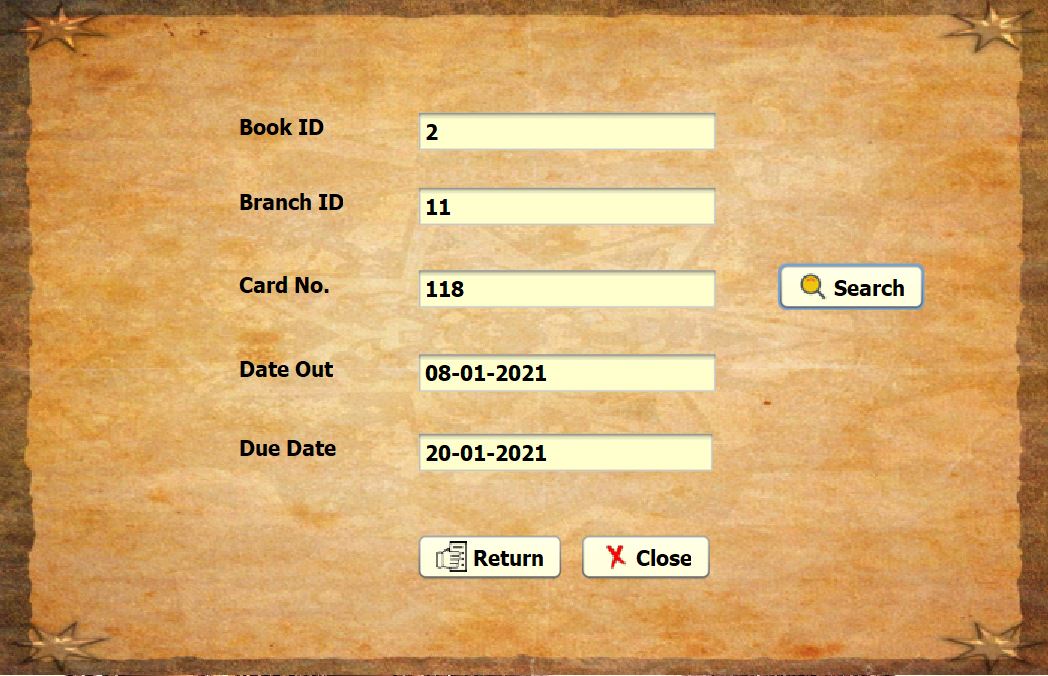 Book ID 2
Branch ID 11
Card No. 118 Search
Date Out 08-01-2021
Due Date 20-01-2021
Return Close